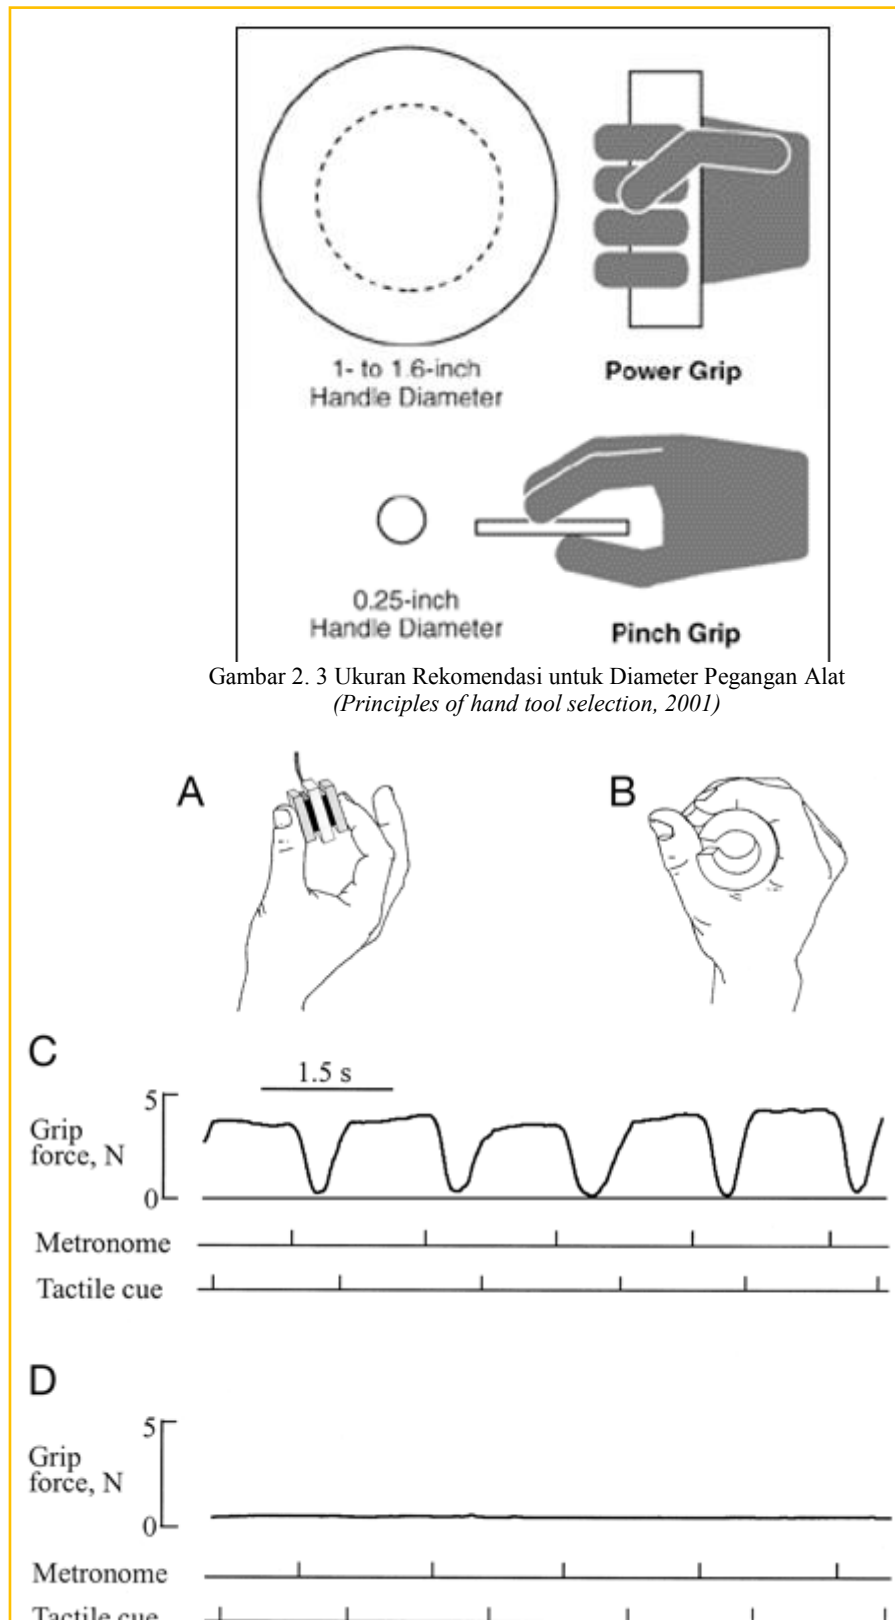 1- to 1.6-inch
Handle Diameter
Power Grip
0.25-inch
Handle Diameter
Pinch Grip
Gambar 2. 3 Ukuran Rekomendasi untuk Diameter Pegangan Alat
(Principles of hand tool selection, 2001)
A
B
C
1.5 s
5
Grip
force, N
0
Metronome
Tactile cue
D
5
Grip
force, N
0
Metronome
Tactile cue